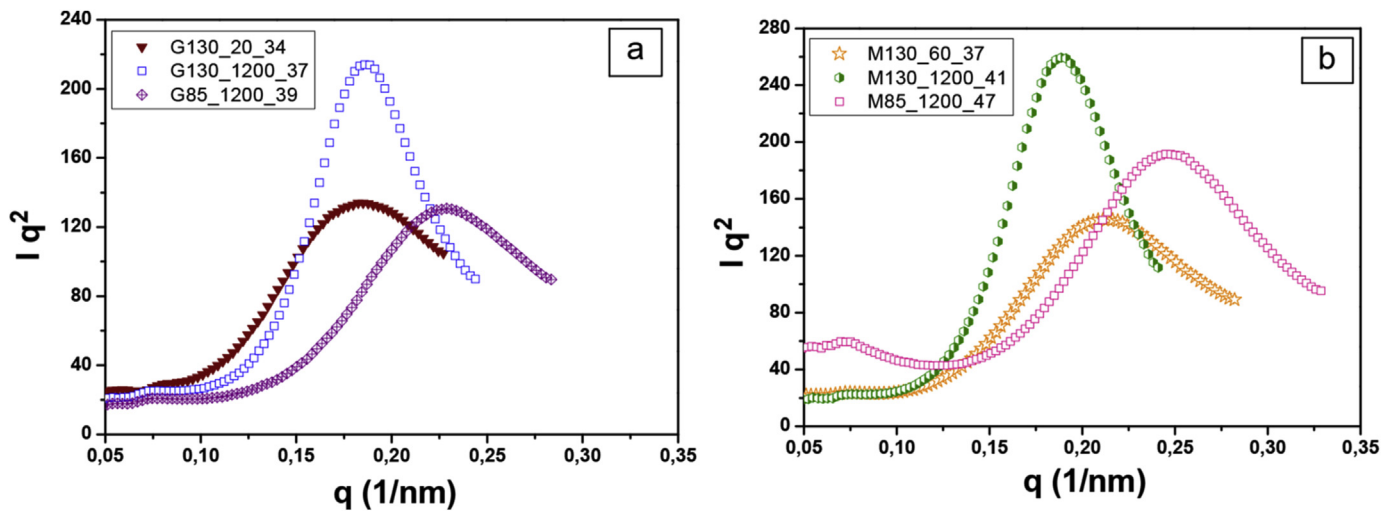 240
200
160
120
80
40
0
I q²
G130_20_34
G130_1200_37
G85_1200_39
a
0,05 0,10 0,15 0,20 0,25 0,30 0,35
q (1/nm)
280
240
200
160
120
80
40
0
I q²
M130_60_37
M130_1200_41
M85_1200_47
b
0,05 0,10 0,15 0,20 0,25 0,30 0,35
q (1/nm)